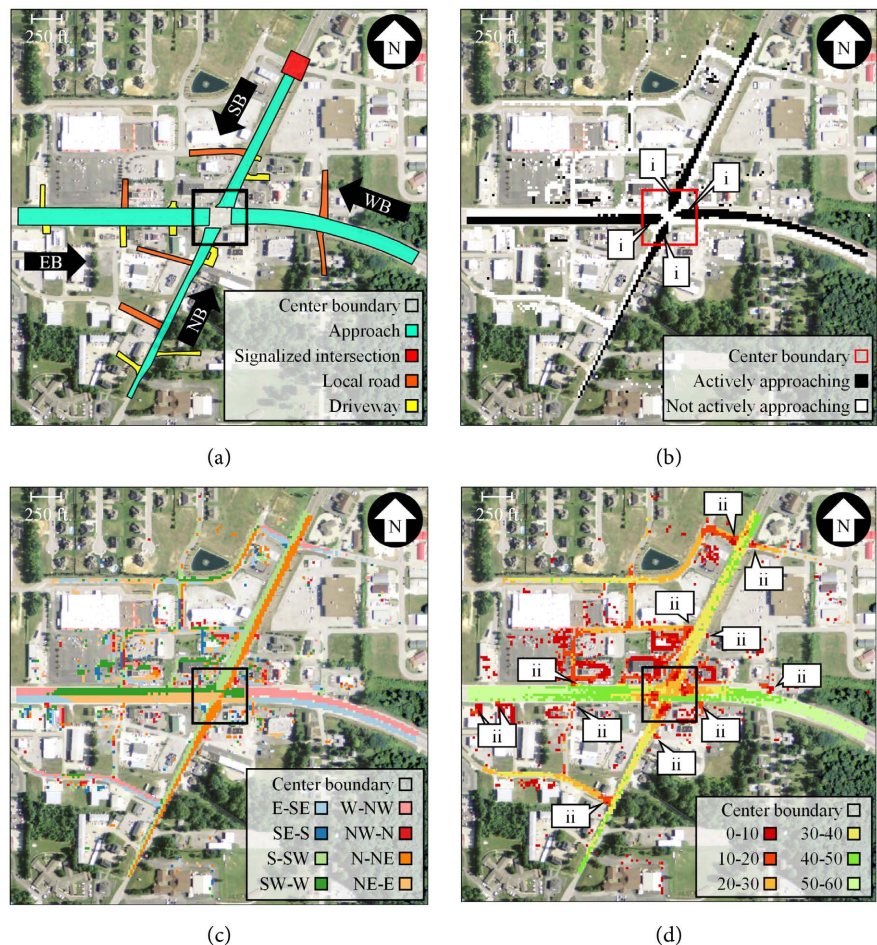 250 ft.
N
SB
WB
EB
NB
Center boundary
Approach
Signalized intersection
Local road
Driveway
(a)
250 ft.
N
i
i
i
i
Center boundary
Actively approaching
Not actively approaching
(b)
250 ft.
N
Center boundary
E-SE W-NW
SE-S NW-N
S-SW N-NE
SW-W NE-E
(c)
250 ft.
N
ii
ii
ii
ii
ii
ii
ii
ii
ii
ii
ii
Center boundary
0-10 30-40
10-20 40-50
20-30 50-60
(d)